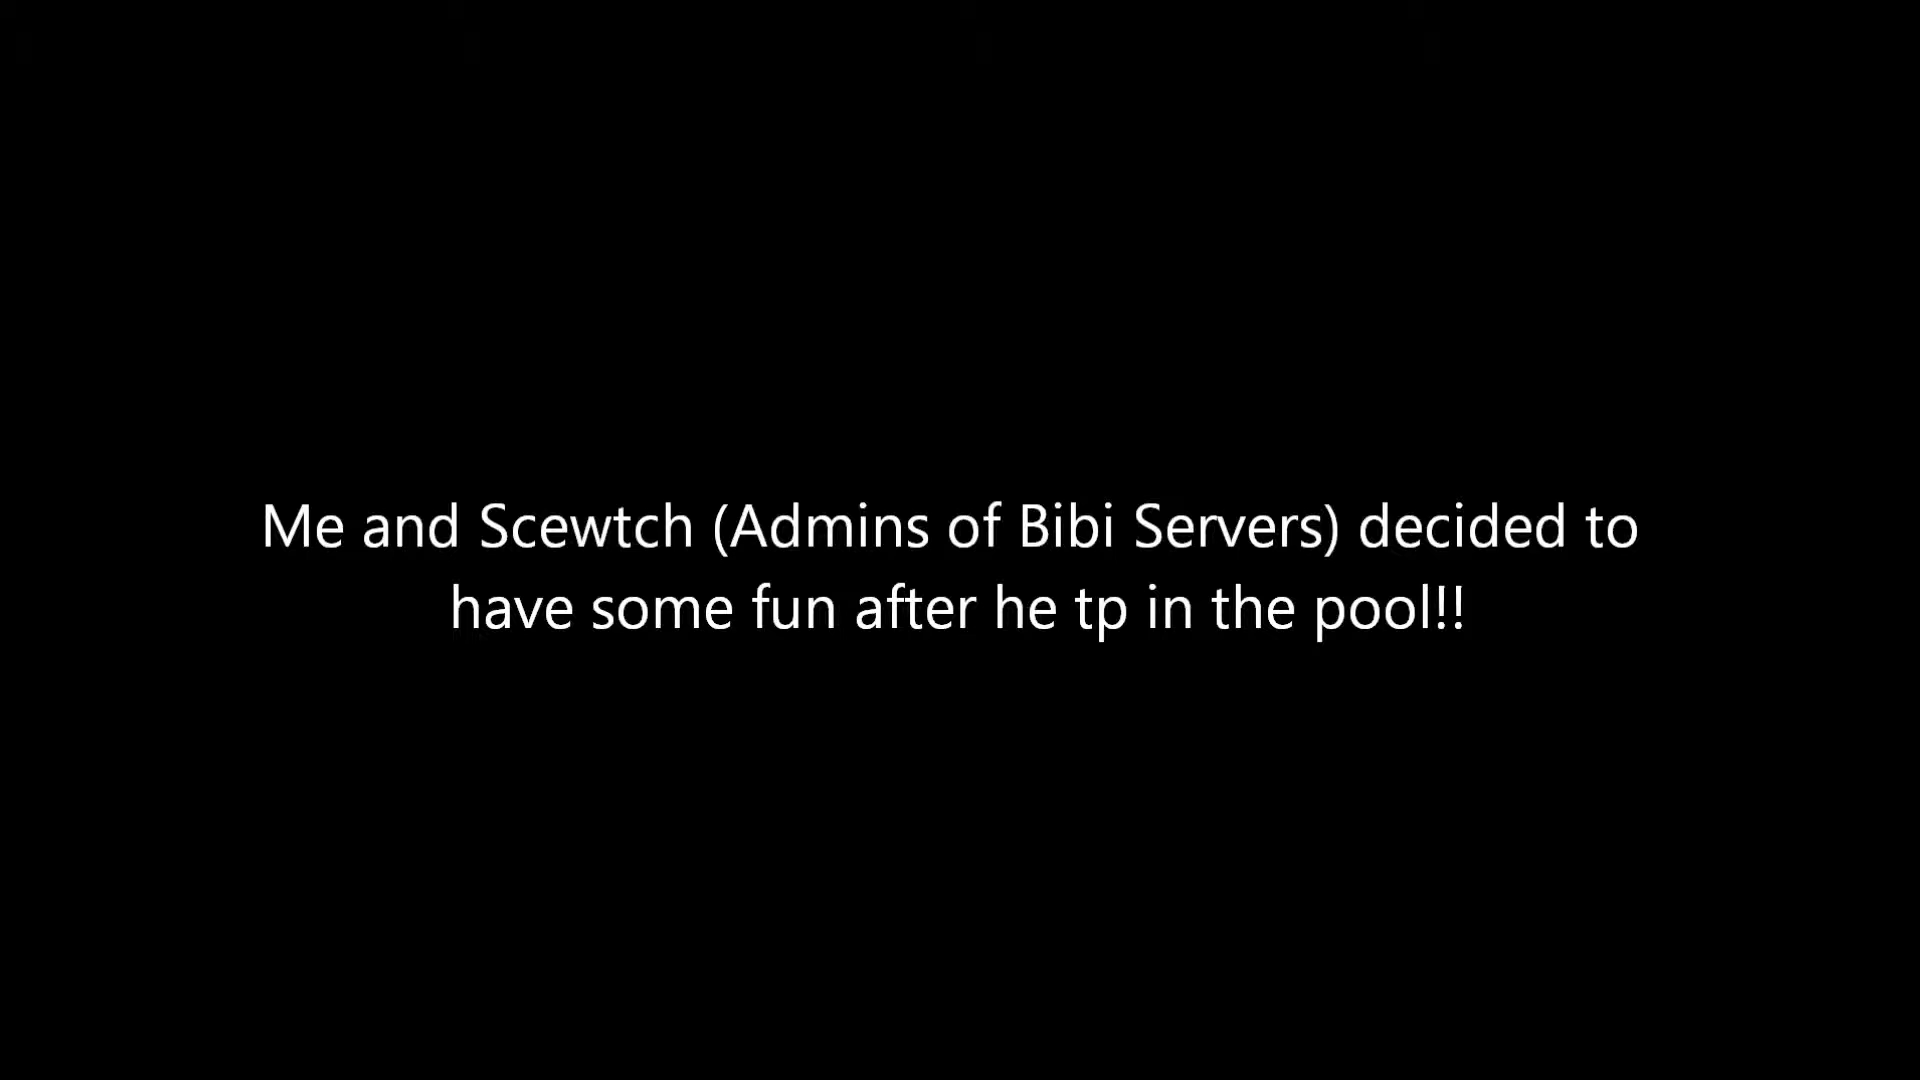 Me and Scewtch (Admins of Bibi Servers) decided to
have some fun after he tp in the pool!!